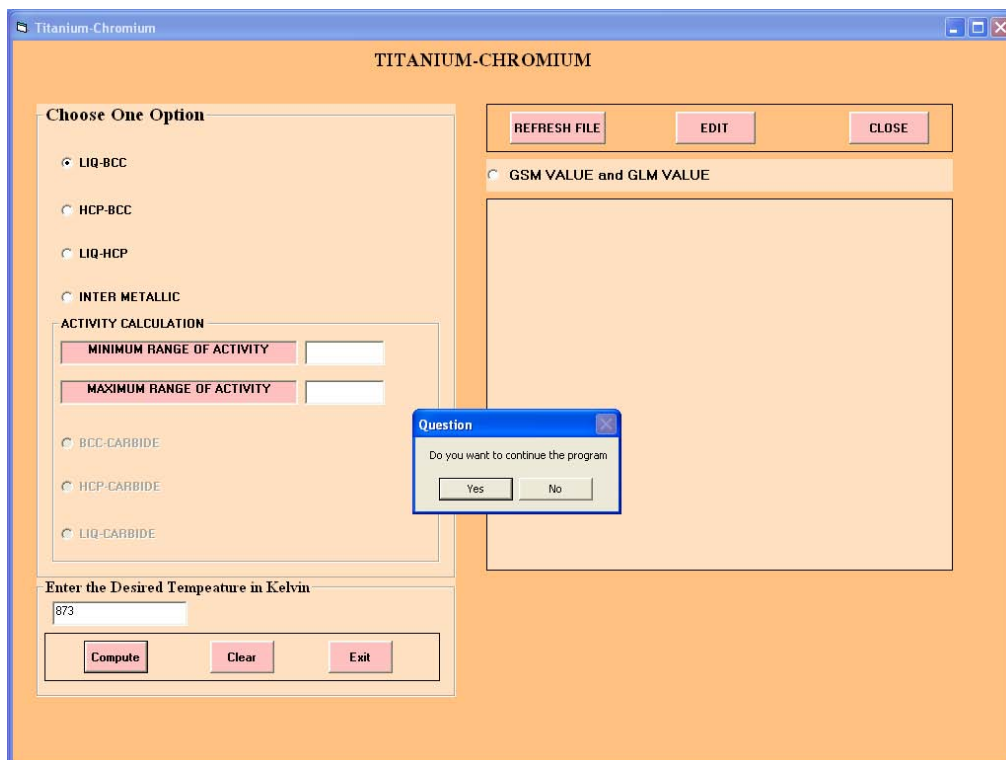 Titanium-Chromium
TITANIUM-CHROMIUM
Choose One Option
LIQ-BCC
HCP-BCC
LIQ-HCP
INTER METALLIC
ACTIVITY CALCULATION
MINIMUM RANGE OF ACTIVITY
MAXIMUM RANGE OF ACTIVITY
BCC-CARBIDE
HCP-CARBIDE
LIQ-CARBIDE
Enter the Desired Tempeature in Kelvin
873
Compute Clear Exit
REFRESH FILE EDIT CLOSE
GSM VALUE and GLM VALUE
Question
Do you want to continue the program
Yes No